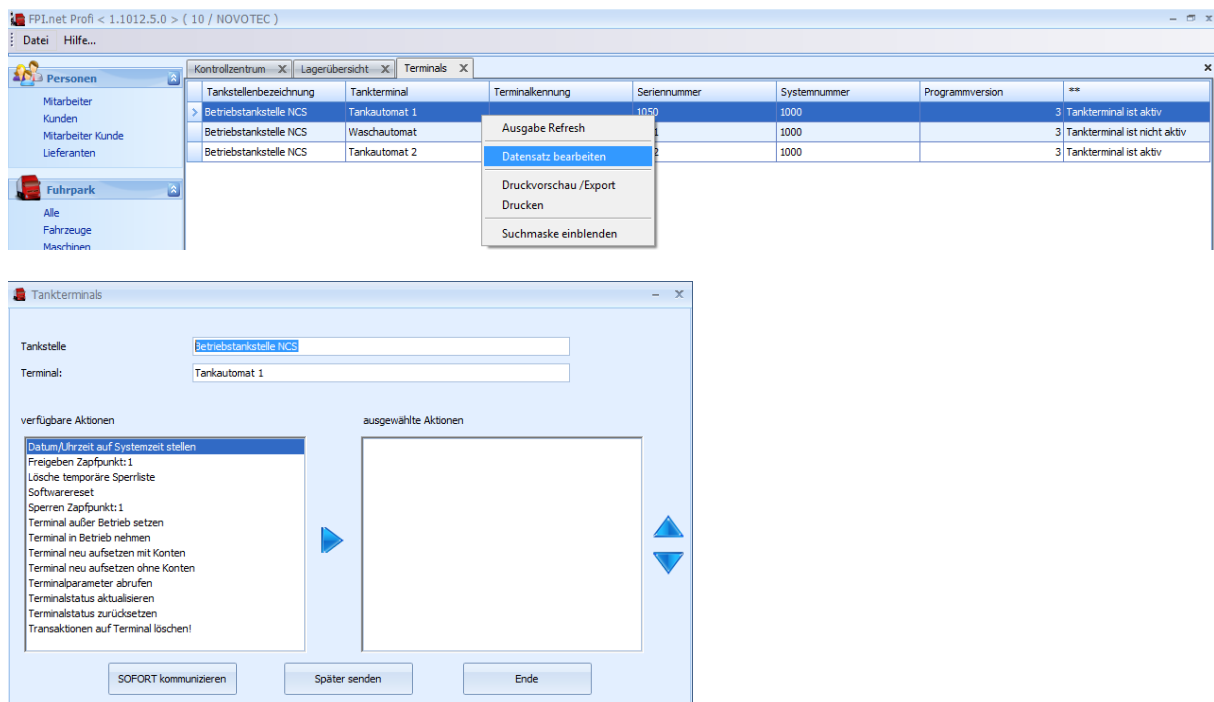 FPI.net Profi < 1.1012.5.0 > ( 10 / NOVOTEC )
Datei Hilfe...
Personen
Mitarbeiter
Kunden
Mitarbeiter Kunde
Lieferanten
Fuhrpark
Alle
Fahrzeuge
Maschinen
Kontrollzentrum X Lagerübersicht X Terminals X
Tankstellenbezeichnung Tankterminal Terminalkennung Seriennummer Systemnummer Programmversion **
Betriebstankstelle NCS Tankautomat 1 1050 1000 3 Tankterminal ist aktiv
Betriebstankstelle NCS Waschautomat 1 1000 3 Tankterminal ist nicht aktiv
Betriebstankstelle NCS Tankautomat 2 2 1000 3 Tankterminal ist aktiv
Ausgabe Refresh
Datensatz bearbeiten
Druckvorschau /Export
Drucken
Suchmaske einblenden
Tankterminals
Tankstelle Betriebstankstelle NCS
Terminal: Tankautomat 1
verfügbare Aktionen ausgewählte Aktionen
Datum/Uhrzeit auf Systemzeit stellen
Freigeben Zapfpunkt:1
Lösche temporäre Sperrliste
Softwarereset
Sperren Zapfpunkt:1
Terminal außer Betrieb setzen
Terminal in Betrieb nehmen
Terminal neu aufsetzen mit Konten
Terminal neu aufsetzen ohne Konten
Terminalparameter abrufen
Terminalstatus aktualisieren
Terminalstatus zurücksetzen
Transaktionen auf Terminal löschen!
SOFORT kommunizieren Später senden Ende